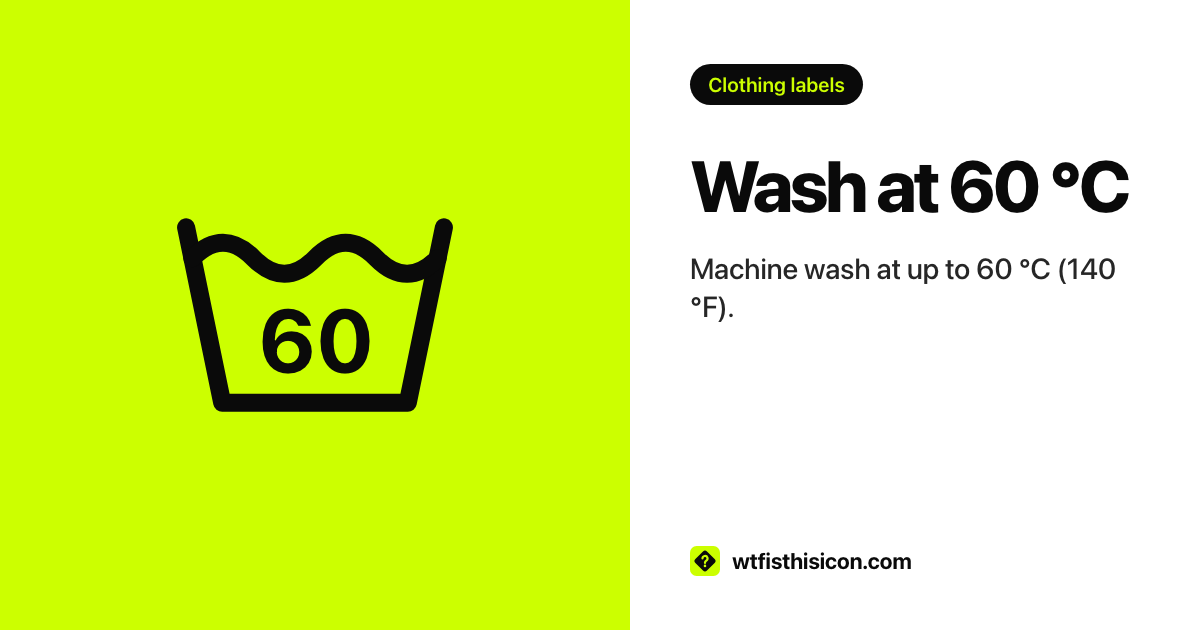 60
Clothing labels
Wash at 60 °C
Machine wash at up to 60 °C (140
°F).
?
wtfisthisicon.com